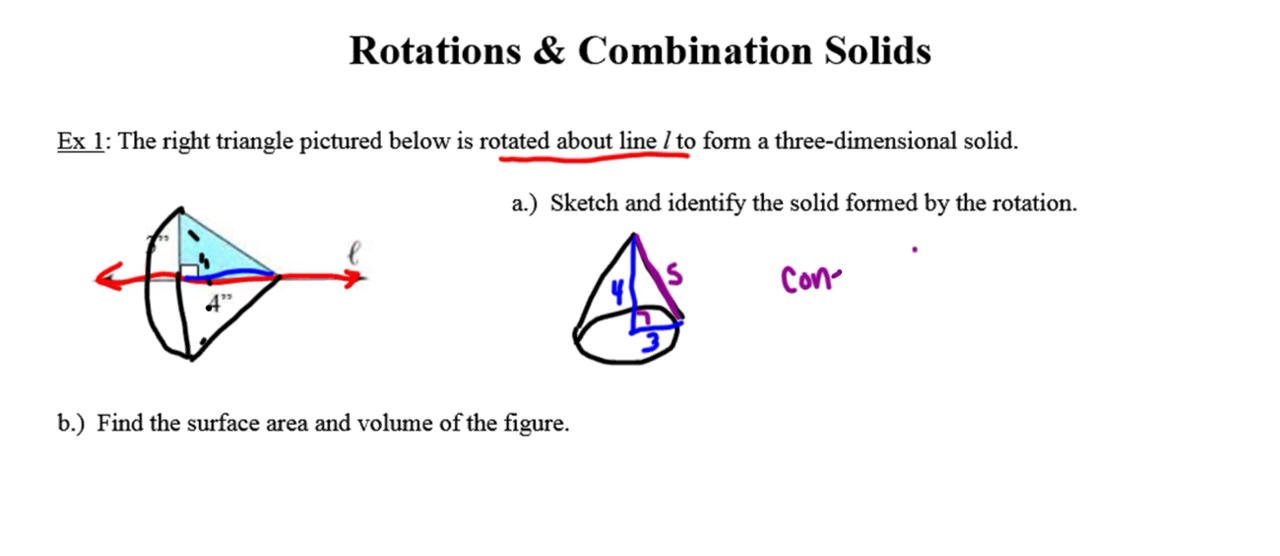 Rotations & Combination Solids
Ex 1: The right triangle pictured below is rotated about line l to form a three-dimensional solid.
a.) Sketch and identify the solid formed by the rotation.
ℓ
4"
4
5
3
Con
b.) Find the surface area and volume of the figure.